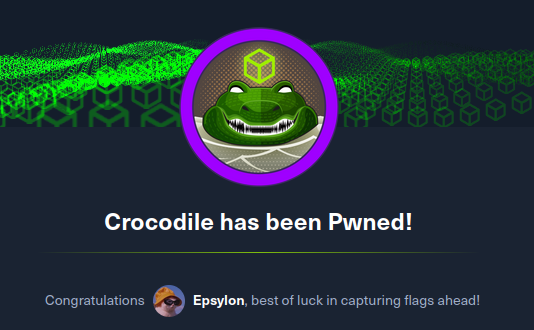 Crocodile has been Pwned!
Congratulations Epsylon, best of luck in capturing flags ahead!